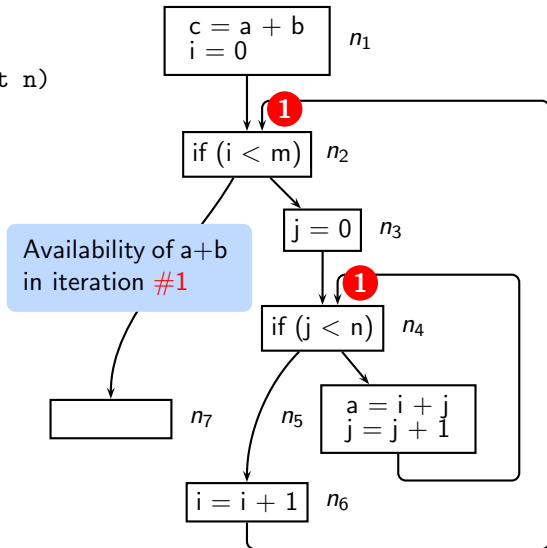 c = a + b
i = 0
n1
t n)
1
if (i < m)
n2
j = 0
n3
Availability of a+b
in iteration #1
1
if (j < n)
n4
n7
n5
a = i + j
j = j + 1
i = i + 1
n6